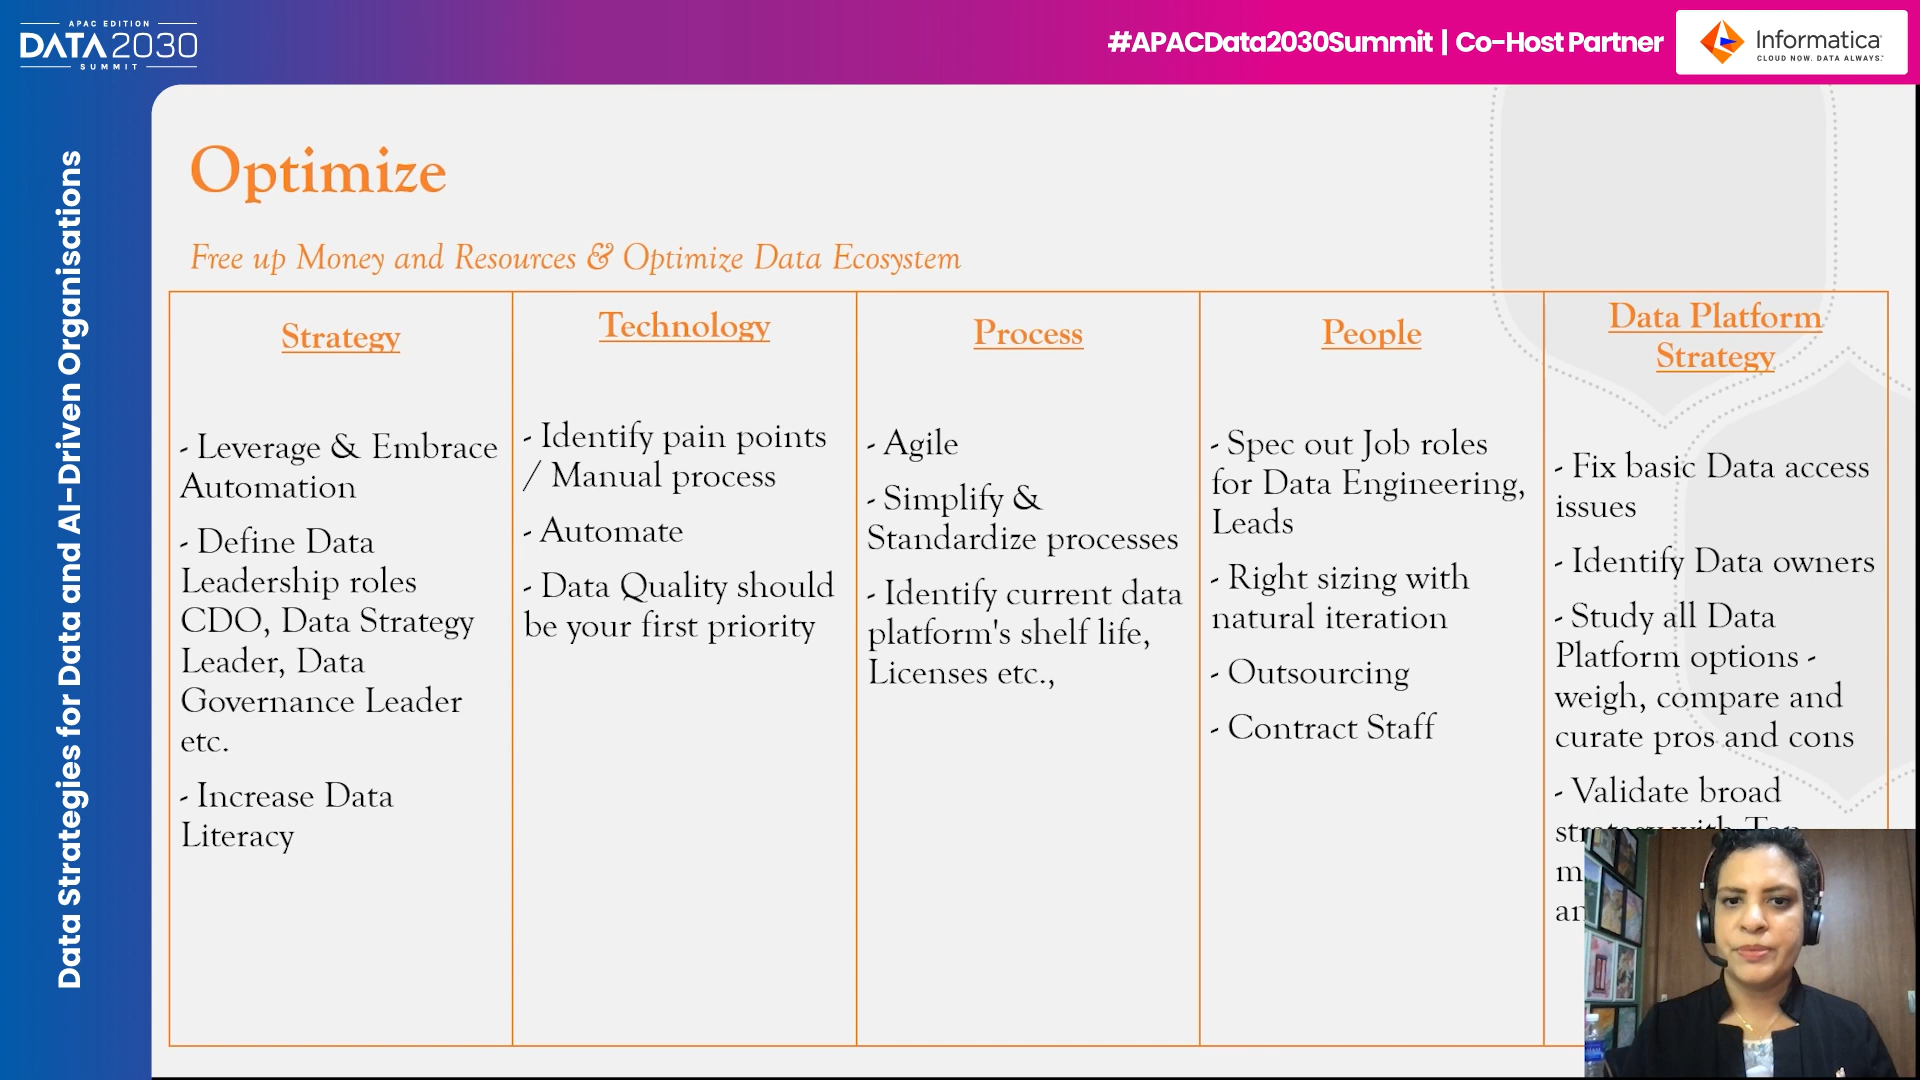 APAC EDITION
DATA2030
SUMMIT
#APACData2030Summit | Co-Host Partner
Informatica
CLOUD NOW. DATA ALWAYS.
Data Strategies for Data and AI-Driven Organisations
Optimize
Free up Money and Resources & Optimize Data Ecosystem
Strategy
- Leverage & Embrace
Automation
- Define Data
Leadership roles
CDO, Data Strategy
Leader, Data
Governance Leader
etc.
- Increase Data
Literacy
Technology
- Identify pain points
/ Manual process
- Automate
- Data Quality should
be your first priority
Process
- Agile
- Simplify &
Standardize processes
- Identify current data
platform's shelf life,
Licenses etc.,
People
- Spec out Job roles
for Data Engineering,
Leads
- Right sizing with
natural iteration
- Outsourcing
- Contract Staff
Data Platform
Strategy
- Fix basic Data access
issues
- Identify Data owners
- Study all Data
Platform options -
weigh, compare and
curate pros and cons
- Validate broad
strategy with Top